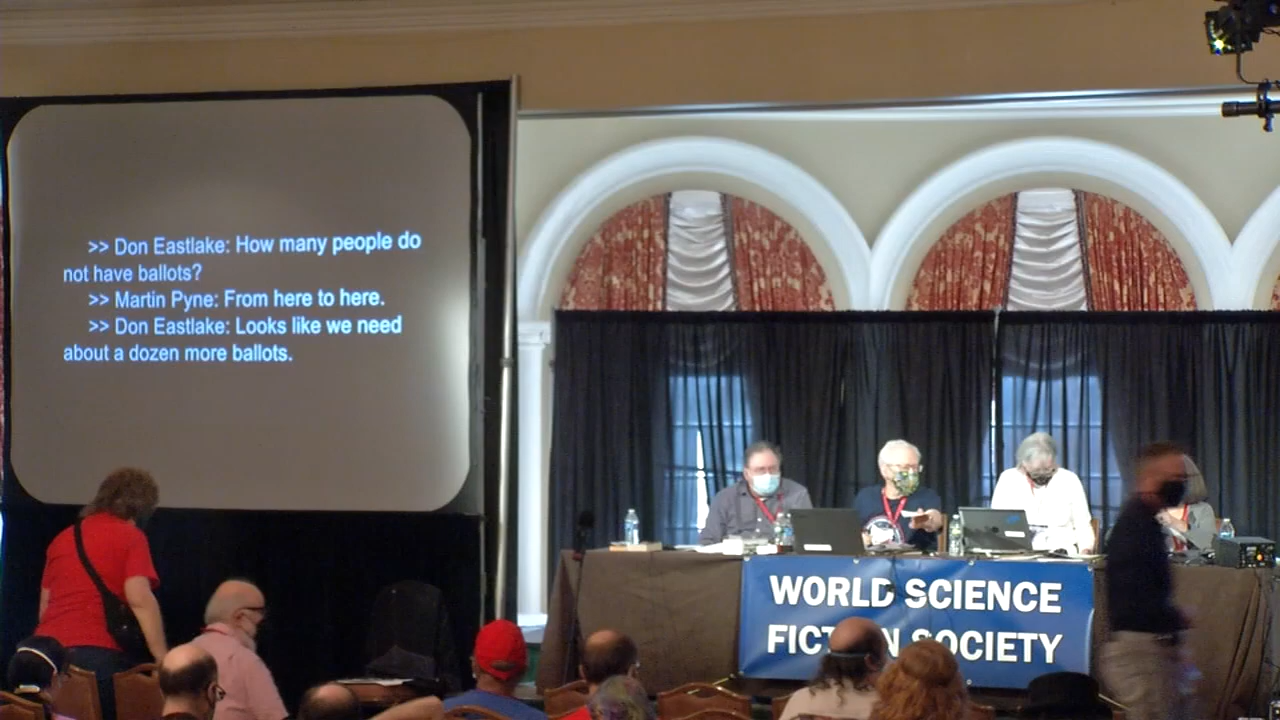 >> Don Eastlake: How many people do
not have ballots?
>> Martin Pyne: From here to here.
>> Don Eastlake: Looks like we need
about a dozen more ballots.
WORLD SCIENCE
FICTION SOCIETY